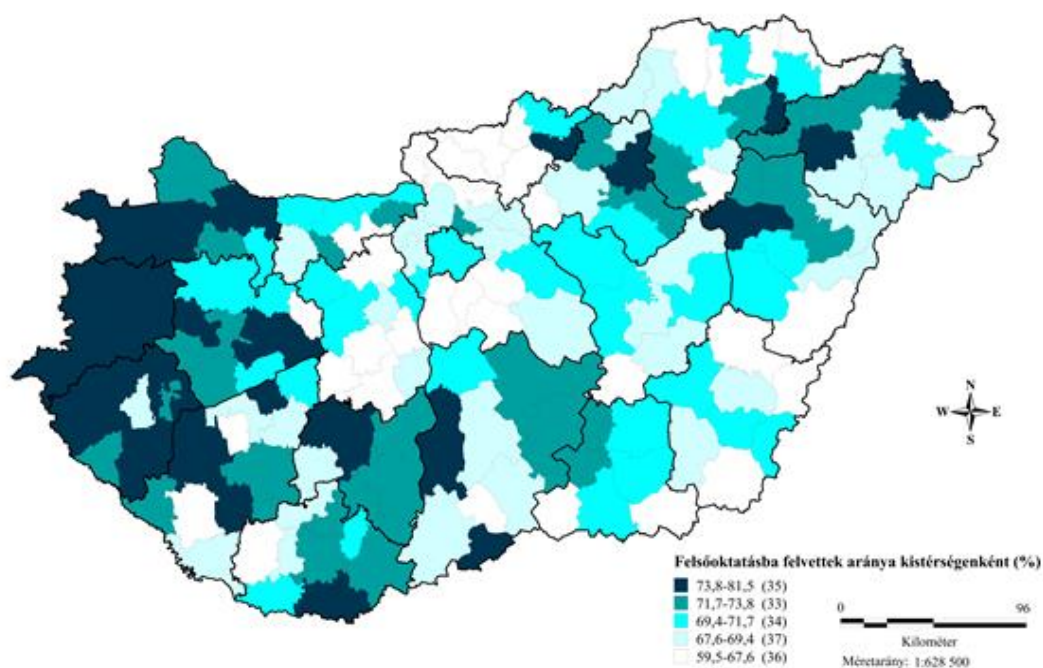 N
W E
S
Felsőoktatásba felvettek aránya kistérségenként (%)
73,8-81,5 (35)
71,7-73,8 (33)
69,4-71,7 (34)
67,6-69,4 (37)
59,5-67,6 (36)
0 96
Kilométer
Méretarány: 1:628 500